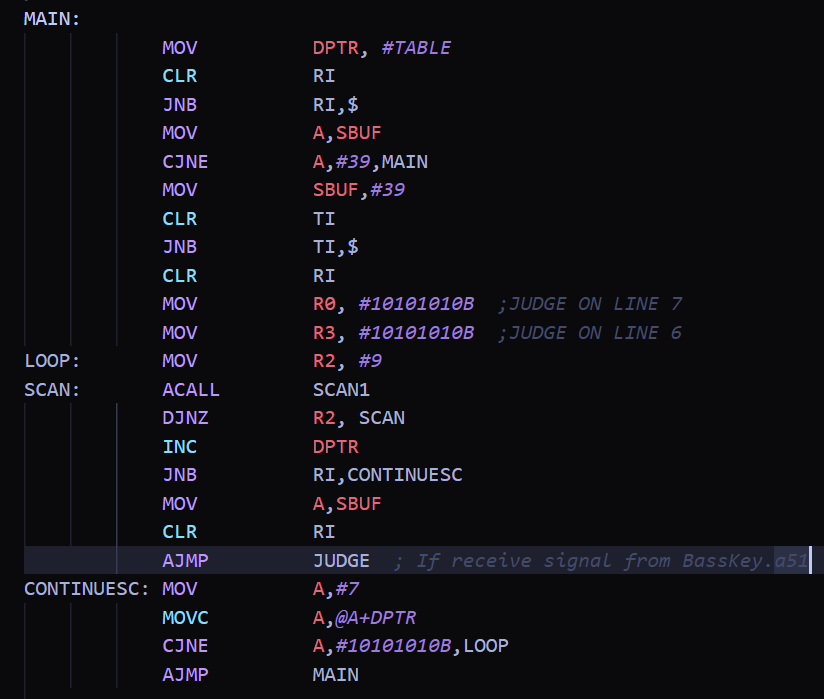 MAIN:
MOV DPTR, #TABLE
CLR RI
JNB RI,$
MOV A,SBUF
CJNE A,#39,MAIN
MOV SBUF,#39
CLR TI
JNB TI,$
CLR RI
MOV R0, #10101010B ;JUDGE ON LINE 7
MOV R3, #10101010B ;JUDGE ON LINE 6
LOOP: MOV R2, #9
SCAN: ACALL SCAN1
DJNZ R2, SCAN
INC DPTR
JNB RI,CONTINUESC
MOV A,SBUF
CLR RI
AJMP JUDGE ; If receive signal from BassKey.a51
CONTINUESC: MOV A,#7
MOVC A,@A+DPTR
CJNE A,#10101010B,LOOP
AJMP MAIN